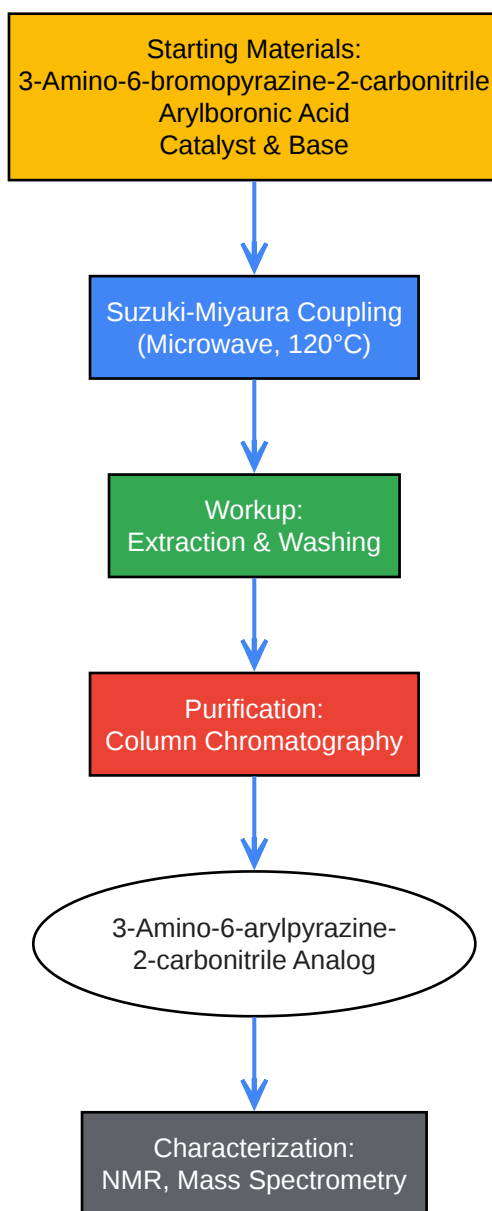 Starting Materials:
3-Amino-6-bromopyrazine-2-carbonitrile
Arylboronic Acid
Catalyst & Base
Suzuki-Miyaura Coupling
(Microwave, 120°C)
Workup:
Extraction & Washing
Purification:
Column Chromatography
3-Amino-6-arylpyrazine-
2-carbonitrile Analog
Characterization:
NMR, Mass Spectrometry